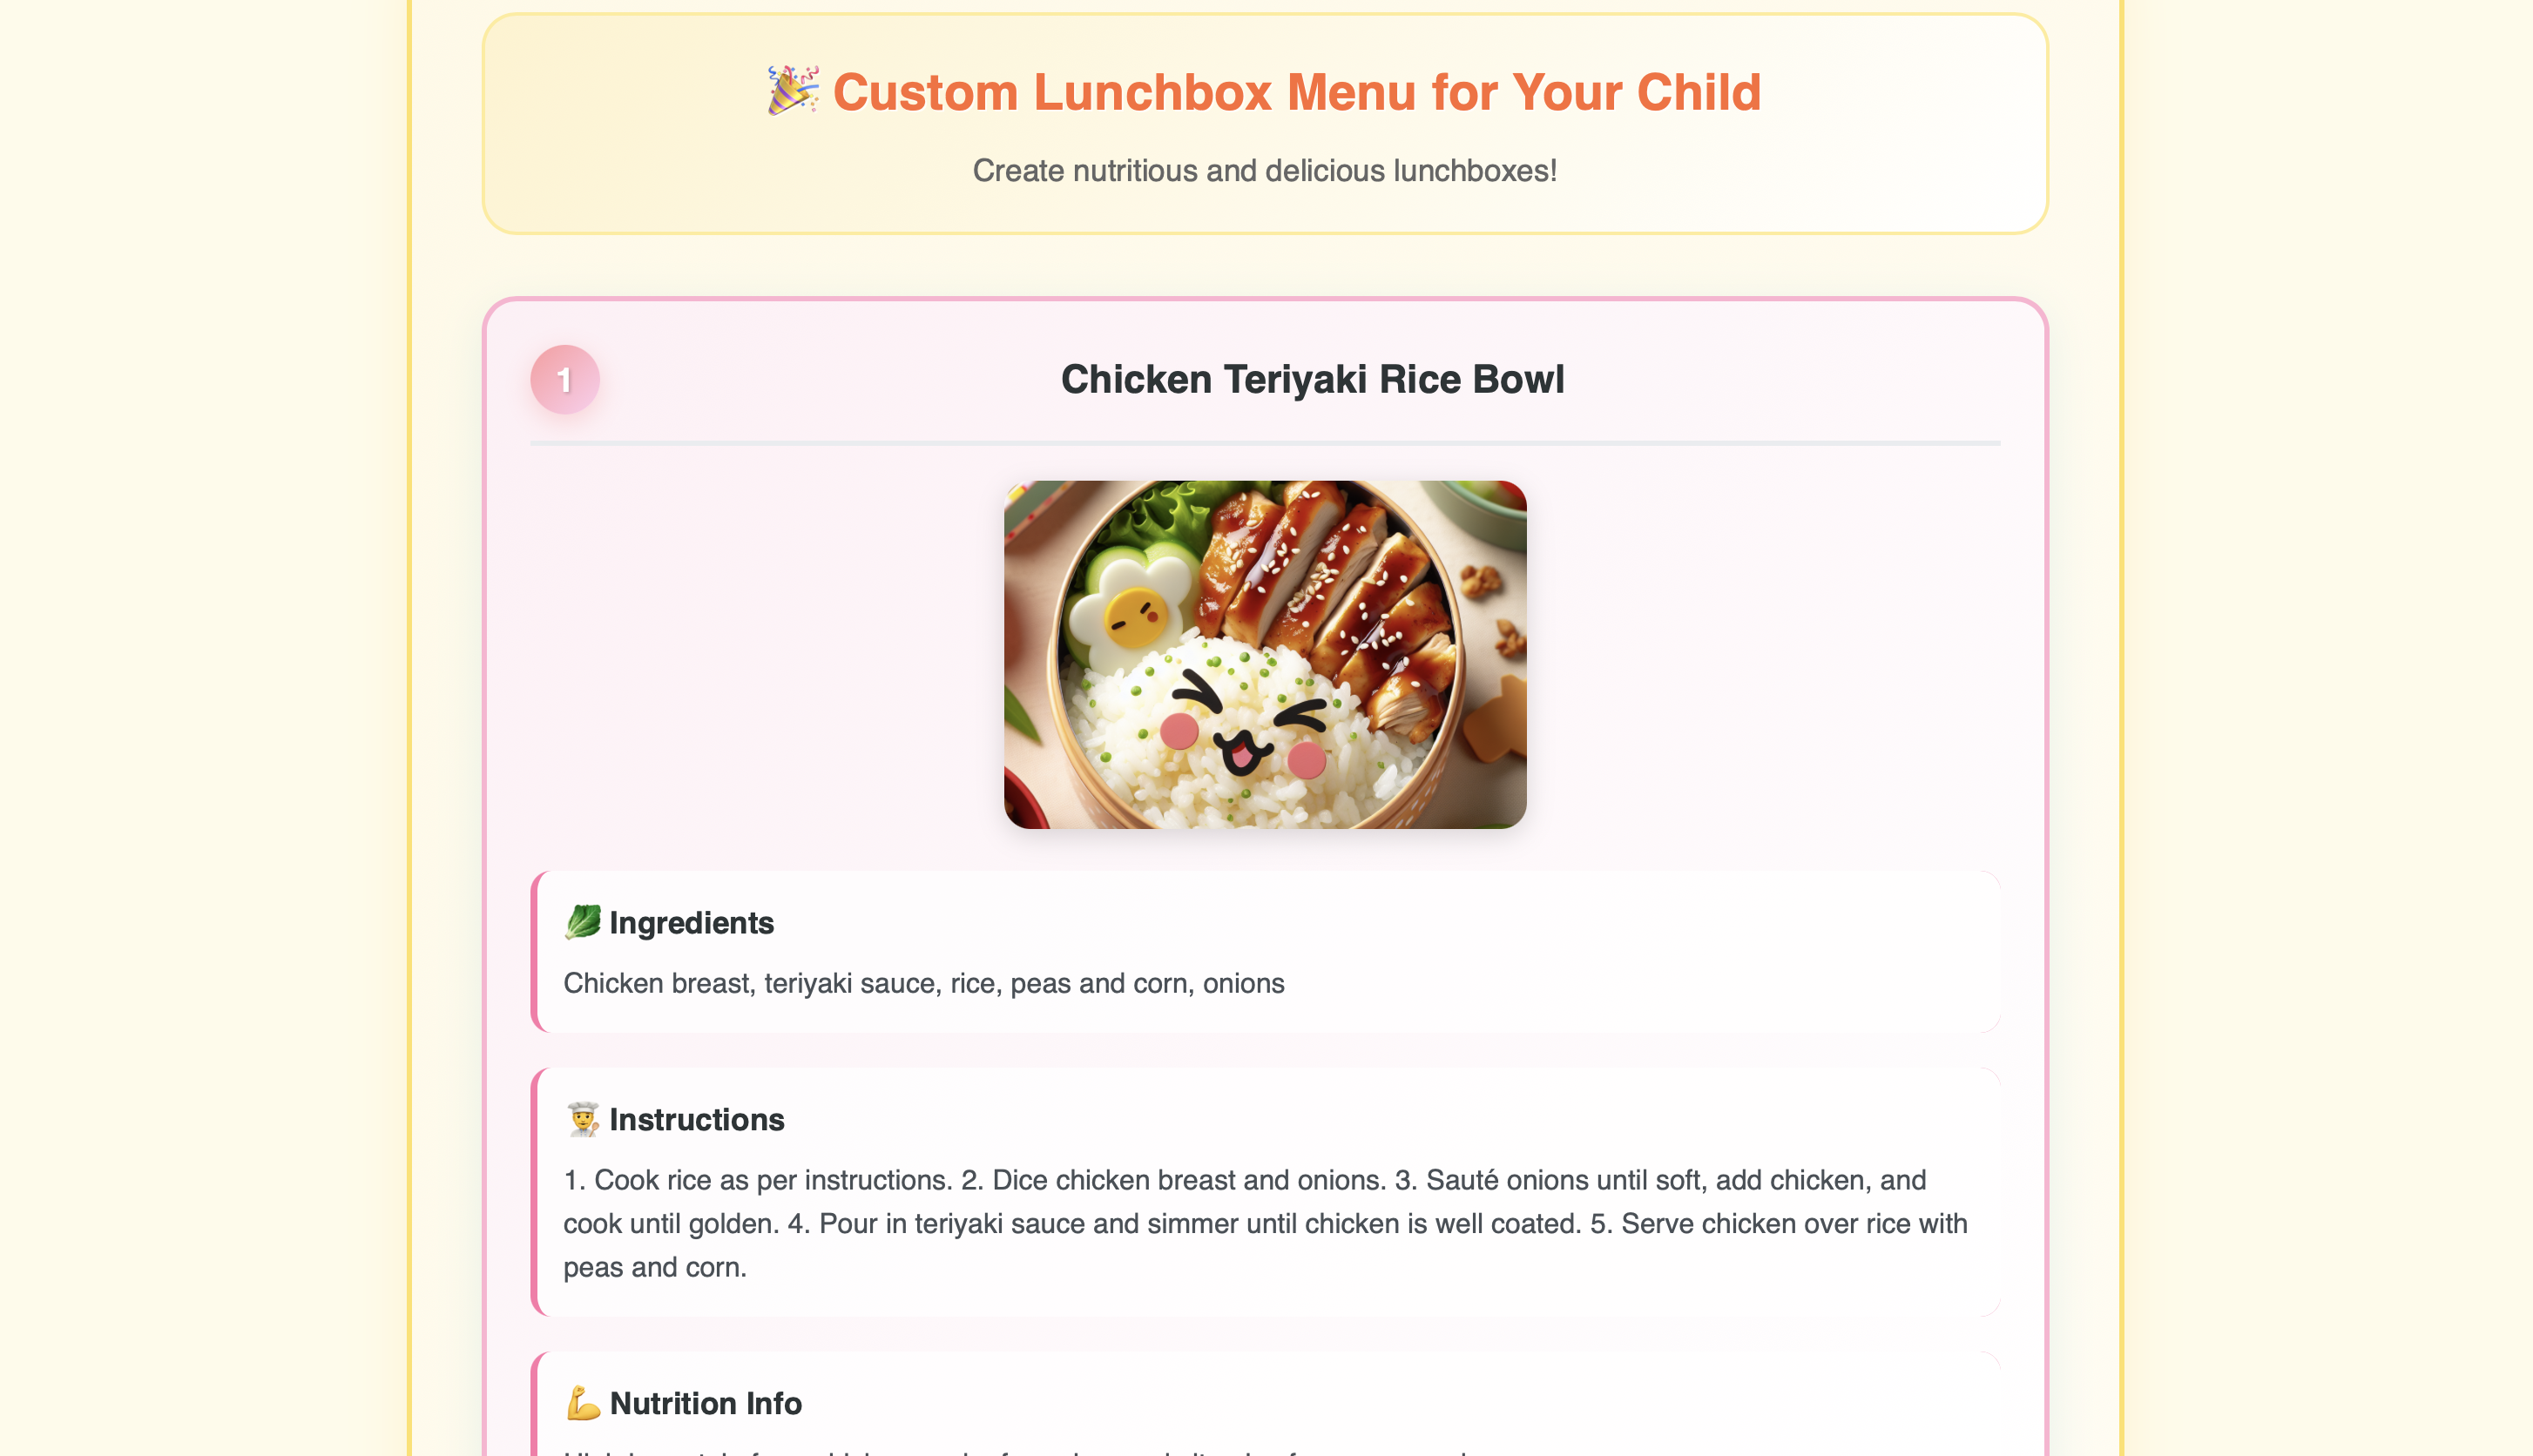 🎉 Custom Lunchbox Menu for Your Child
Create nutritious and delicious lunchboxes!
1
Chicken Teriyaki Rice Bowl
🥬 Ingredients
Chicken breast, teriyaki sauce, rice, peas and corn, onions
👨‍🍳 Instructions
1. Cook rice as per instructions. 2. Dice chicken breast and onions. 3. Sauté onions until soft, add chicken, and
cook until golden. 4. Pour in teriyaki sauce and simmer until chicken is well coated. 5. Serve chicken over rice with
peas and corn.
💪 Nutrition Info